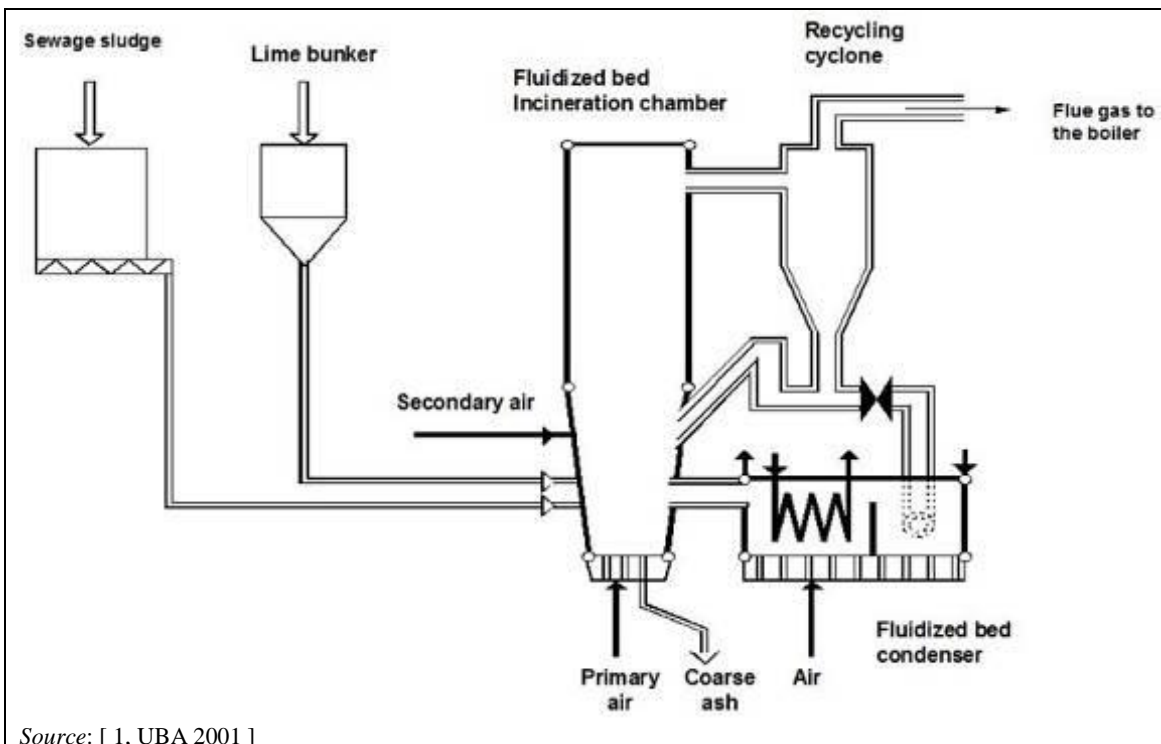 Sewage sludge
Lime bunker
Fluidized bed
Incineration chamber
Recycling
cyclone
Flue gas to
the boiler
Secondary air
Primary
air
Coarse
ash
Air
Fluidized bed
condenser
Source: [ 1, UBA 2001 ]